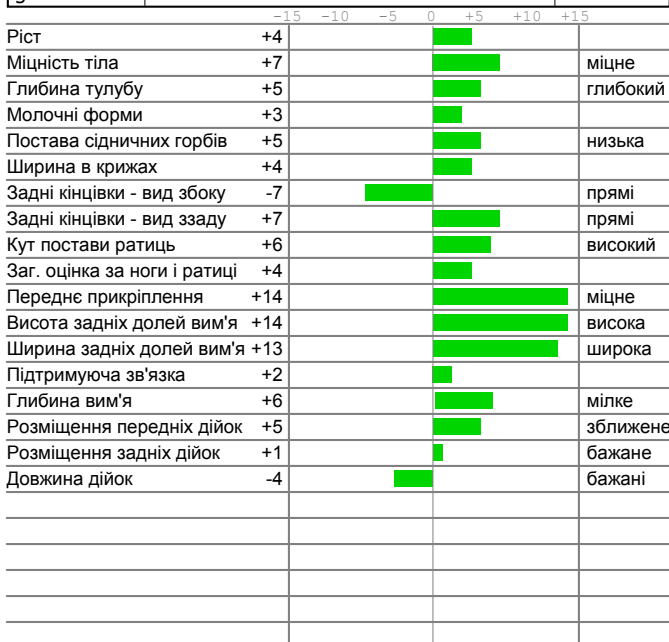 -15 -10 -5 0 +5 +10 +15
Ріст +4
Міцність тіла +7 міцне
Глибина тулубу +5 глибокий
Молочні форми +3
Постава сідничних горбів +5 низька
Ширина в крижах +4
Задні кінцівки - вид збоку -7 прямі
Задні кінцівки - вид ззаду +7 прямі
Кут постави ратиць +6 високий
Заг. оцінка за ноги і ратиці +4
Переднє прикріплення +14 міцне
Висота задніх долей вим'я +14 висока
Ширина задніх долей вим'я +13 широка
Підтримуюча зв'язка +2
Глибина вим'я +6 мілке
Розміщення передніх дійок +5 зближене
Розміщення задніх дійок +1 бажане
Довжина дійок -4 бажані